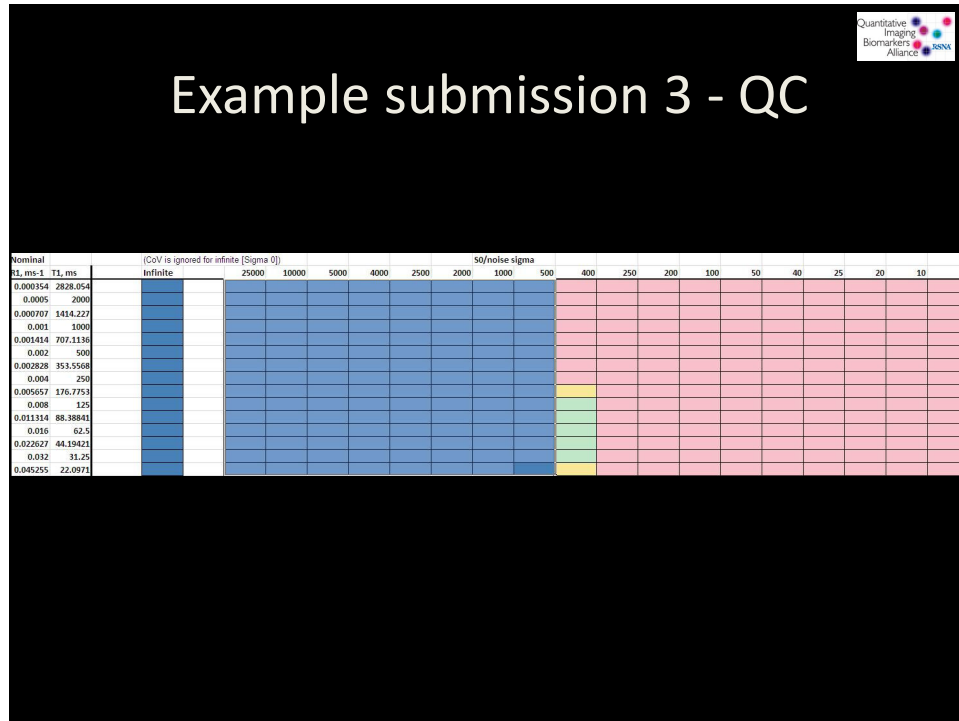 Quantitative
Imaging
Biomarkers
Alliance RSNA
Example submission 3 - QC
Nominal (CoV is ignored for infinite [Sigma 0]) S0/noise sigma
R1, ms-1 T1, ms Infinite 25000 10000 5000 4000 2500 2000 1000 500 400 250 200 100 50 40 25 20 10
0.000354 2828.054
0.0005 2000
0.000707 1414.227
0.001 1000
0.001414 707.1136
0.002 500
0.002828 353.5568
0.004 250
0.005657 176.7753
0.008 125
0.011314 88.38841
0.016 62.5
0.022627 44.19421
0.032 31.25
0.045255 22.0971